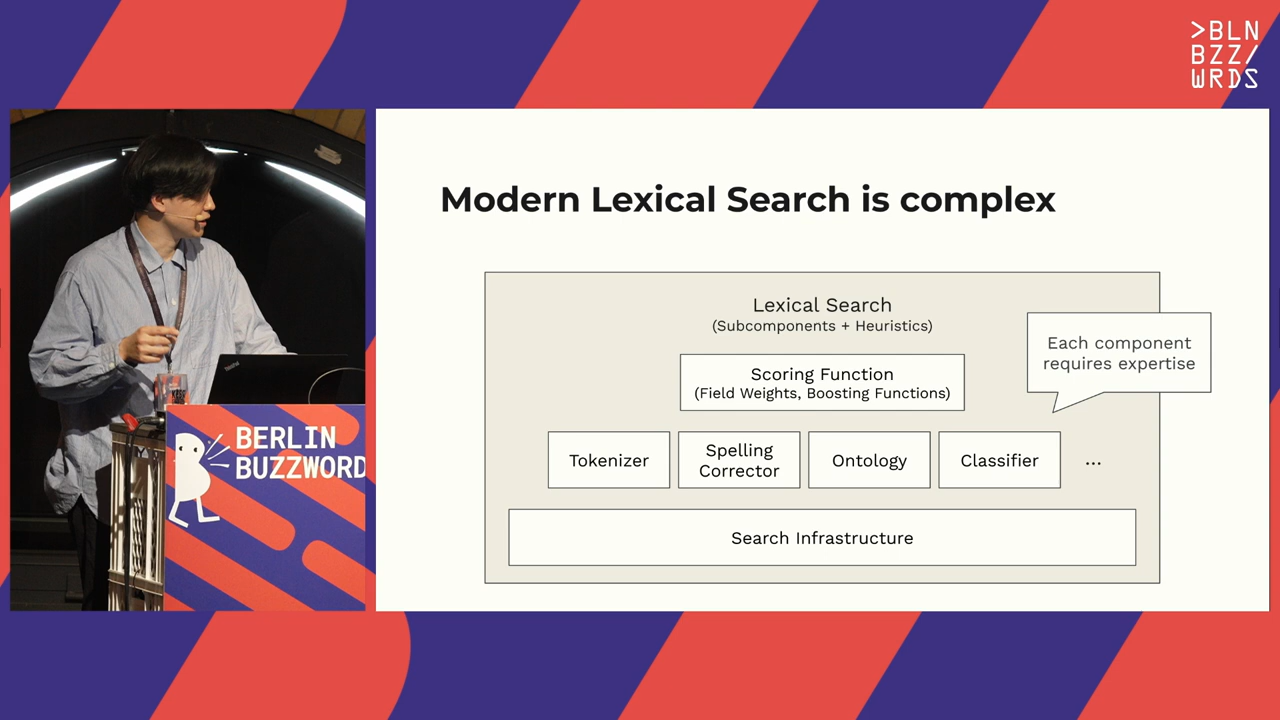 >BLN
BZZ/
WRDS
Modern Lexical Search is complex
Lexical Search
(Subcomponents + Heuristics)
Each component
requires expertise
Scoring Function
(Field Weights, Boosting Functions)
Tokenizer
Spelling
Corrector
Ontology
Classifier
...
Search Infrastructure
ThinkPad
BERLIN
BUZZWORD